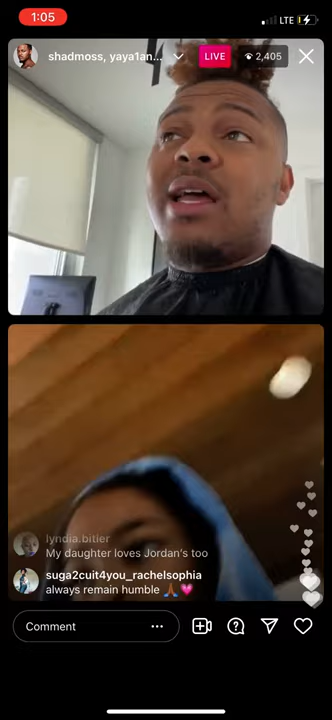 1:05
LTE
shadmoss, yaya1an...
LIVE
2,405
lyndia.bitier
My daughter loves Jordan's too
suga2cuit4you_rachelsophia
always remain humble 🙏🏾💗
Comment